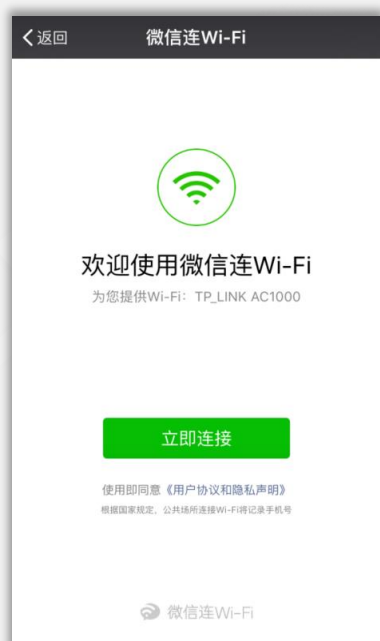 返回 微信连Wi-Fi
欢迎使用微信连Wi-Fi
为您提供Wi-Fi：TP_LINK AC1000
立即连接
使用即同意《用户协议和隐私声明》
根据国家规定，公共场所连接Wi-Fi将记录手机号
微信连Wi-Fi